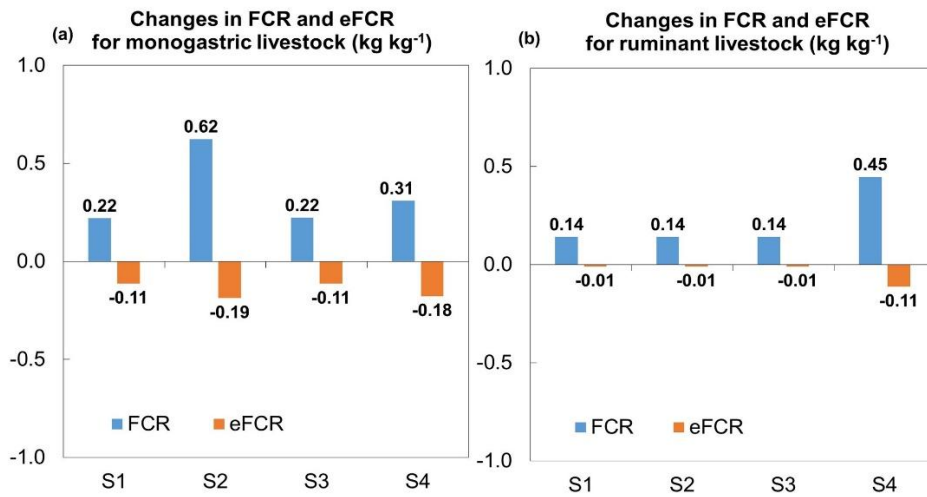 (a)
Changes in FCR and eFCR
for monogastric livestock (kg kg⁻¹)
1.0
0.5
0.0
-0.5
-1.0
0.22
0.62
0.22
0.31
-0.11
-0.19
-0.11
-0.18
FCR
eFCR
S1
S2
S3
S4
(b)
Changes in FCR and eFCR
for ruminant livestock (kg kg⁻¹)
1.0
0.5
0.0
-0.5
-1.0
0.14
0.14
0.14
0.45
-0.01
-0.01
-0.01
-0.11
FCR
eFCR
S1
S2
S3
S4